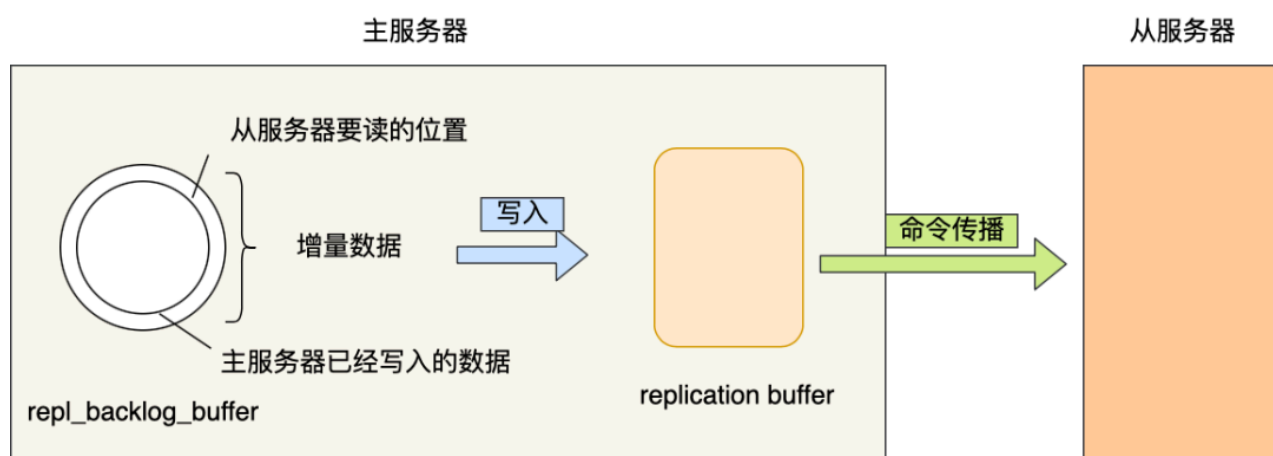 主服务器
从服务器
从服务器要读的位置
写入
命令传播
增量数据
主服务器已经写入的数据
replication buffer
repl_backlog_buffer